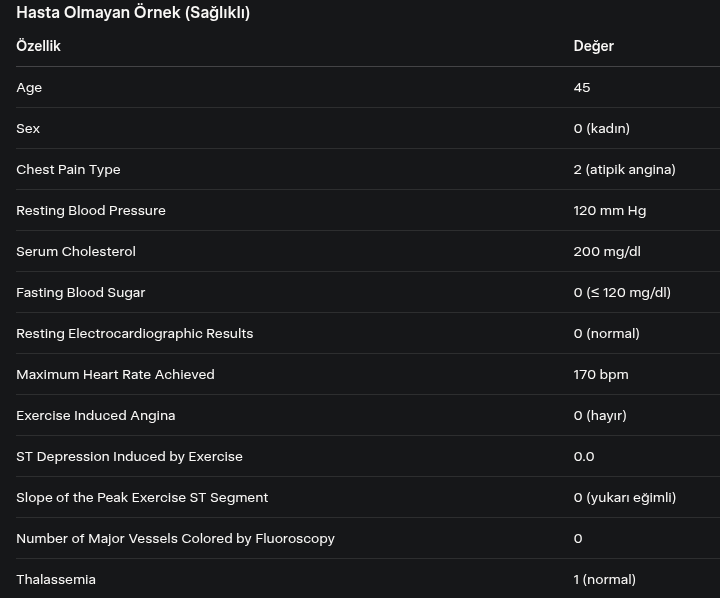 Hasta Olmayan Örnek (Sağlıklı)
Özellik Değer
Age 45
Sex 0 (kadın)
Chest Pain Type 2 (atipik angina)
Resting Blood Pressure 120 mm Hg
Serum Cholesterol 200 mg/dl
Fasting Blood Sugar 0 (≤ 120 mg/dl)
Resting Electrocardiographic Results 0 (normal)
Maximum Heart Rate Achieved 170 bpm
Exercise Induced Angina 0 (hayır)
ST Depression Induced by Exercise 0.0
Slope of the Peak Exercise ST Segment 0 (yukarı eğimli)
Number of Major Vessels Colored by Fluoroscopy 0
Thalassemia 1 (normal)